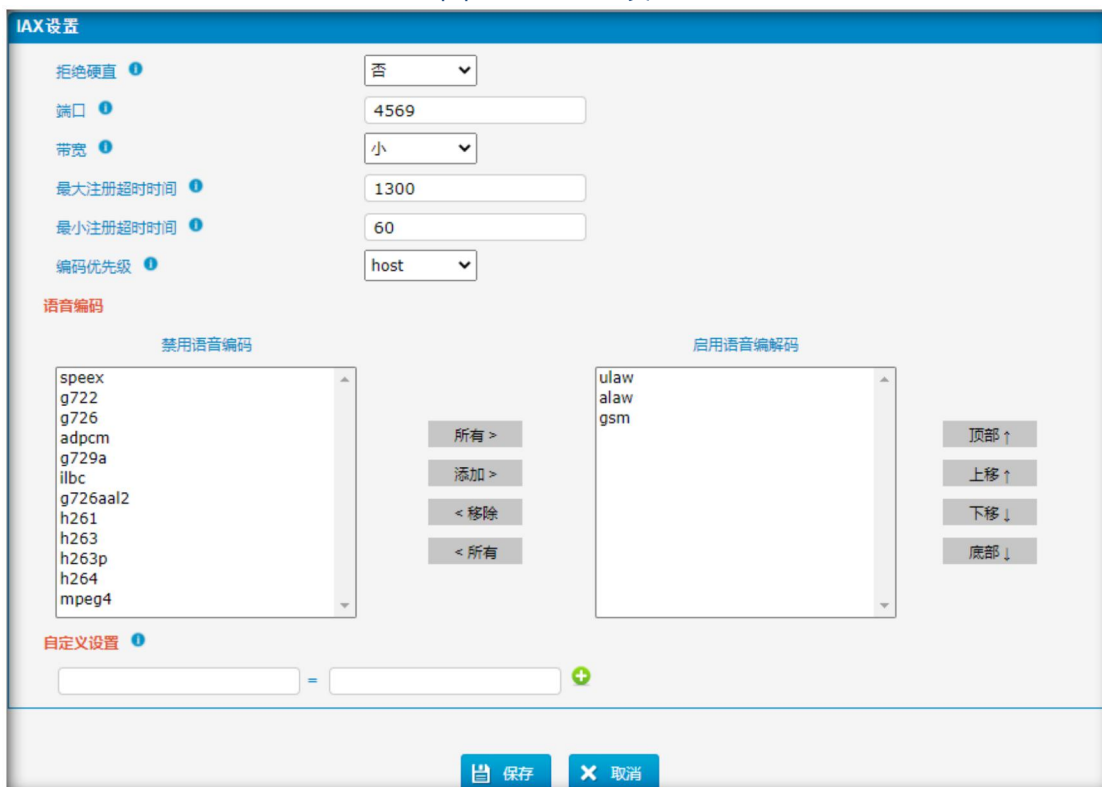 IAX设置
拒绝硬直 否
端口 4569
带宽 小
最大注册超时时间 1300
最小注册超时时间 60
编码优先级 host
语音编码
禁用语音编码 启用语音编解码
speex ulaw
g722 alaw
g726 gsm
adpcm
g729a
ilbc
g726aal2
h261
h263
h263p
h264
mpeg4
所有 >
添加 >
< 移除
< 所有
顶部↑
上移↑
下移↓
底部↓
自定义设置
=
保存 取消